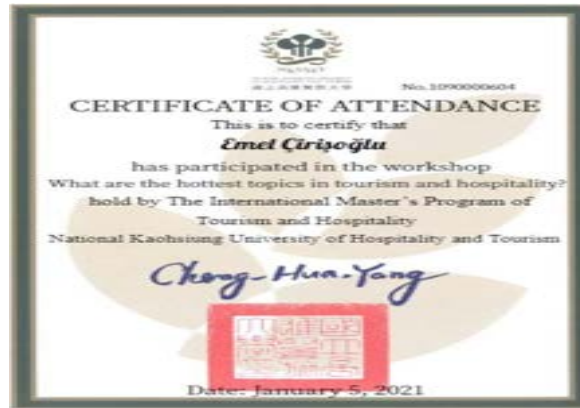 No.1090000604
CERTIFICATE OF ATTENDANCE
This is to certify that
Emel Çirişoğlu
has participated in the workshop
What are the hottest topics in tourism and hospitality?
hold by The International Master's Program of
Tourism and Hospitality
National Kaohsiung University of Hospitality and Tourism
Cheng-Hua Yang
Date: January 5, 2021